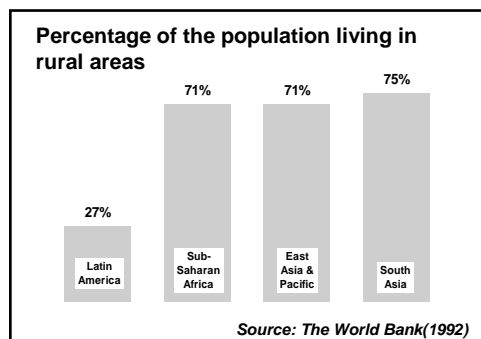 Percentage of the population living in
rural areas
27%
71%
71%
75%
Latin
America
Sub-
Saharan
Africa
East
Asia &
Pacific
South
Asia
Source: The World Bank(1992)